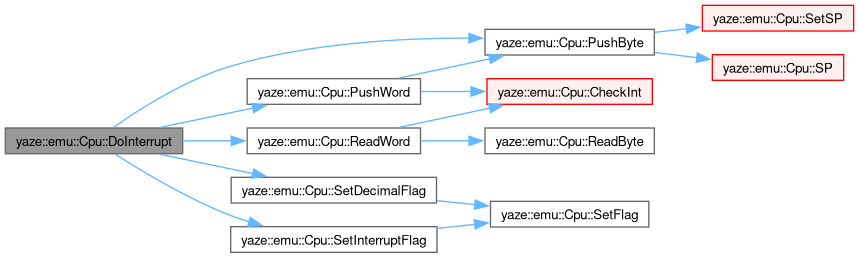 yaze::emu::Cpu::DoInterrupt
yaze::emu::Cpu::PushByte
yaze::emu::Cpu::SetSP
yaze::emu::Cpu::SP
yaze::emu::Cpu::PushWord
yaze::emu::Cpu::CheckInt
yaze::emu::Cpu::ReadWord
yaze::emu::Cpu::ReadByte
yaze::emu::Cpu::SetDecimalFlag
yaze::emu::Cpu::SetFlag
yaze::emu::Cpu::SetInterruptFlag